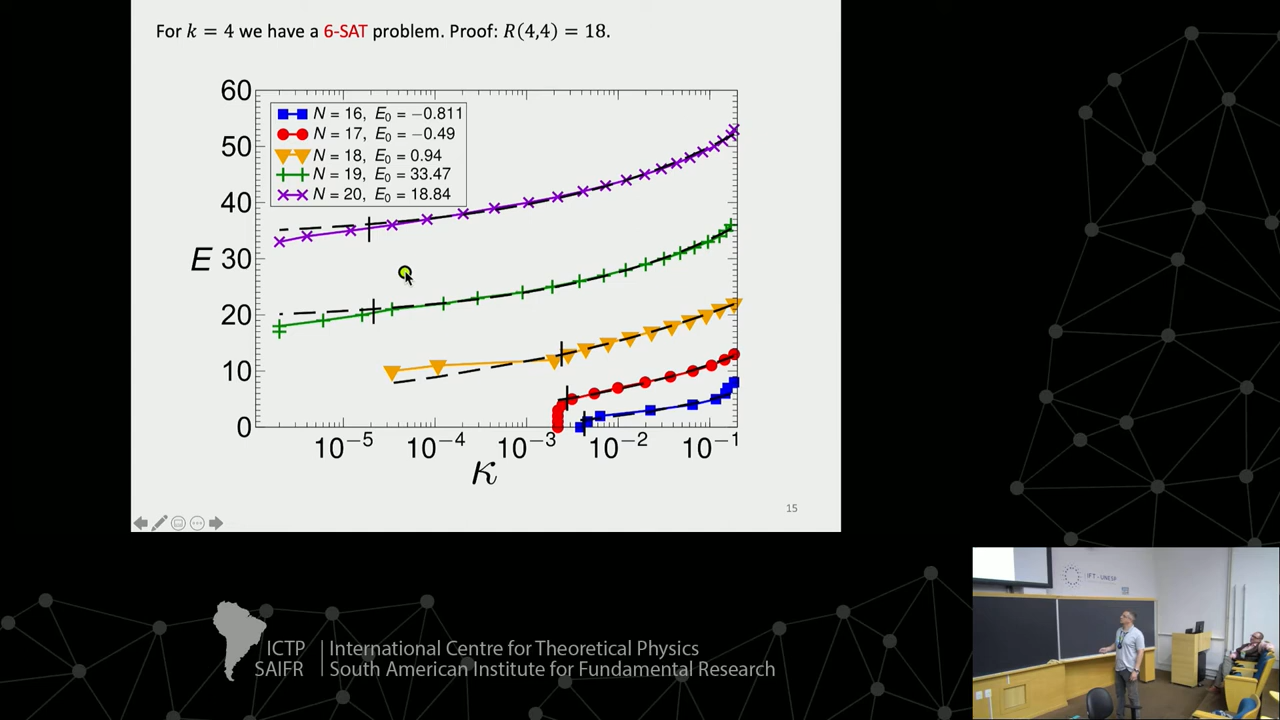 For k = 4 we have a 6-SAT problem. Proof: R(4,4) = 18.
60
50
40
30
20
10
0
E
N = 16, E₀ = −0.811
N = 17, E₀ = −0.49
N = 18, E₀ = 0.94
N = 19, E₀ = 33.47
N = 20, E₀ = 18.84
10⁻⁵ 10⁻⁴ 10⁻³ 10⁻² 10⁻¹
κ
15
IFT - UNESP
ICTP International Centre for Theoretical Physics
SAIFR South American Institute for Fundamental Research